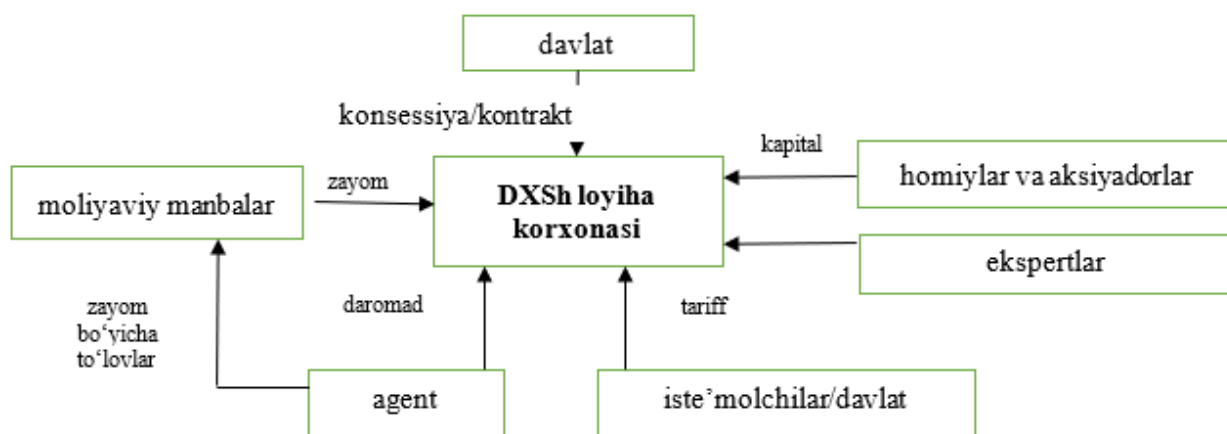 davlat
konsessiya/kontrakt
kapital
zayom
moliyaviy manbalar
DXSh loyiha
korxonasi
homiylar va aksiyadorlar
ekspertlar
zayom
bo‘yicha
to‘lovlar
daromad
tariff
agent
iste’molchilar/davlat